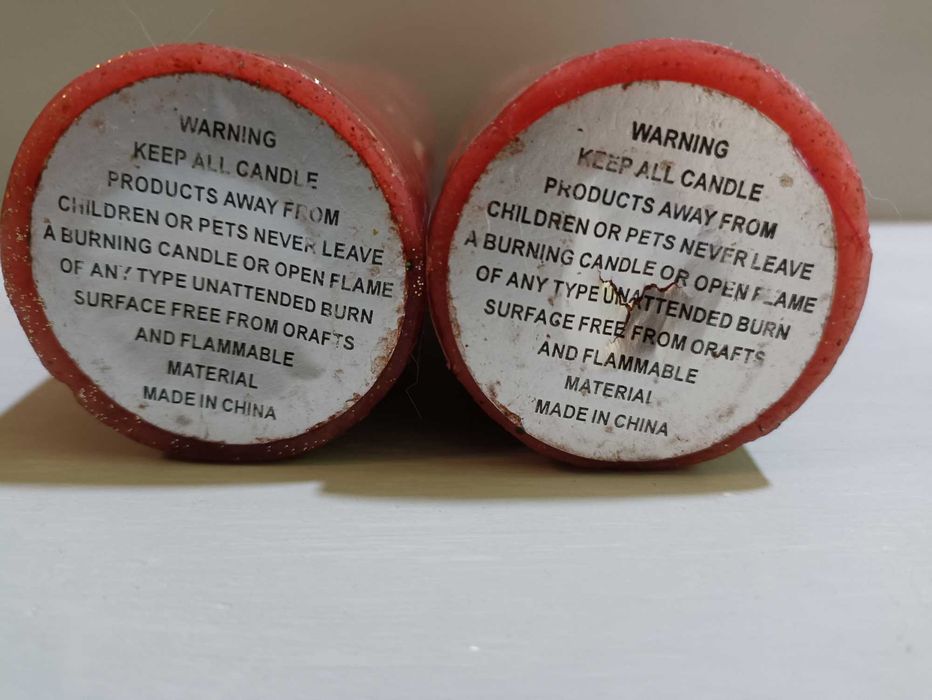 WARNING
KEEP ALL CANDLE
PRODUCTS AWAY FROM
CHILDREN OR PETS NEVER LEAVE
A BURNING CANDLE OR OPEN FLAME
OF ANY TYPE UNATTENDED BURN
SURFACE FREE FROM ORAFTS
AND FLAMMABLE
MATERIAL
MADE IN CHINA
WARNING
KEEP ALL CANDLE
PRODUCTS AWAY FROM
CHILDREN OR PETS NEVER LEAVE
A BURNING CANDLE OR OPEN FLAME
OF ANY TYPE UNATTENDED BURN
SURFACE FREE FROM ORAFTS
AND FLAMMABLE
MATERIAL
MADE IN CHINA